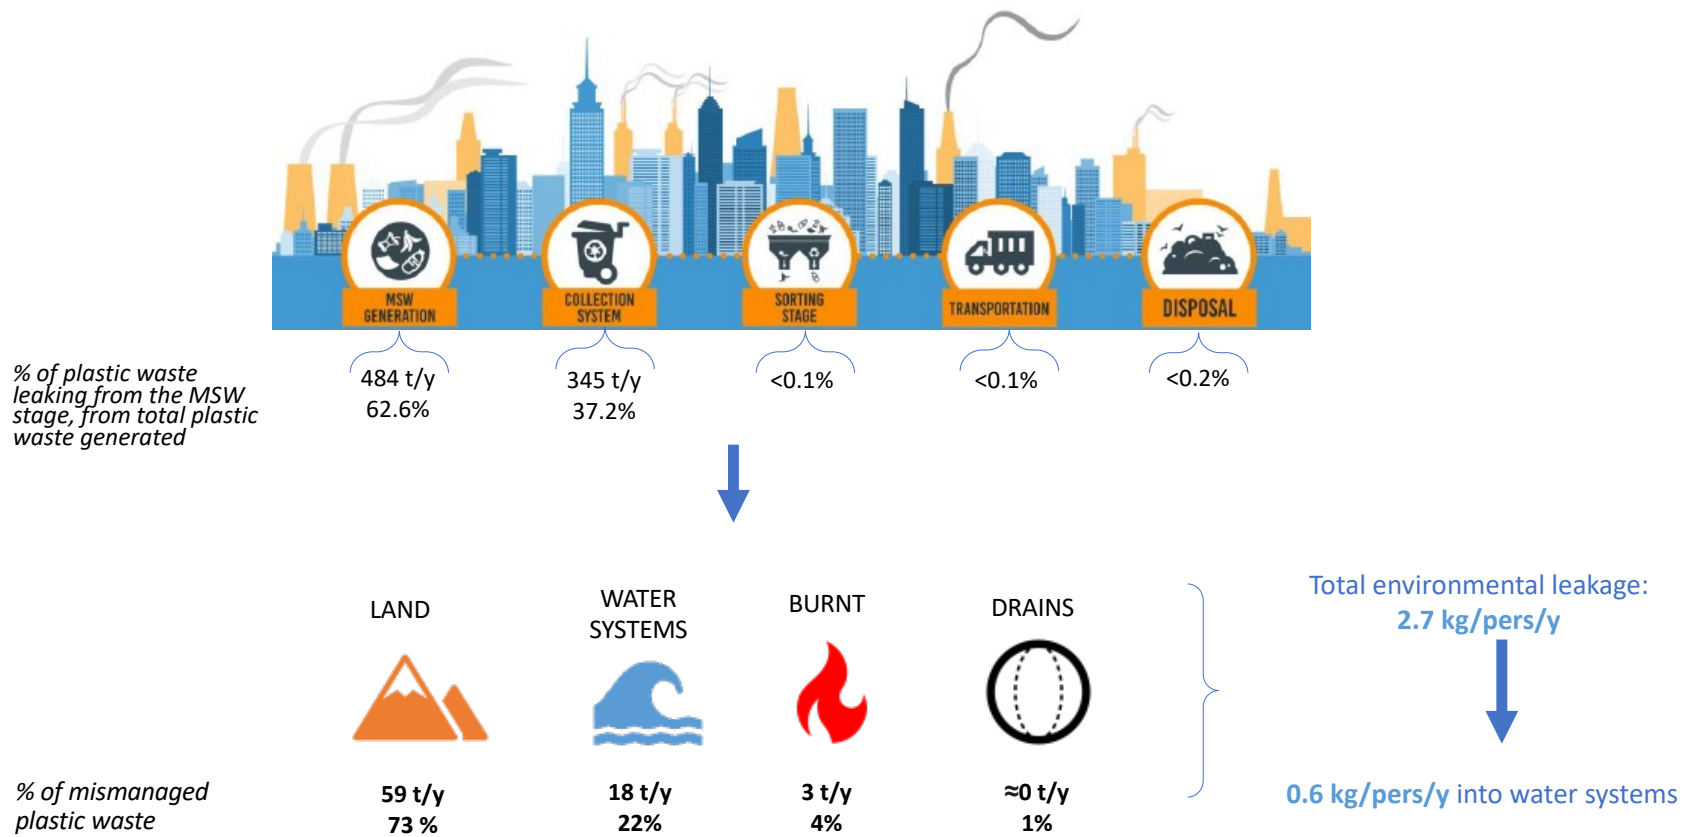 MSW
GENERATION
COLLECTION
SYSTEM
SORTING
STAGE
TRANSPORTATION
DISPOSAL
% of plastic waste
leaking from the MSW
stage, from total plastic
waste generated
484 t/y
62.6%
345 t/y
37.2%
<0.1%
<0.1%
<0.2%
LAND
WATER
SYSTEMS
BURNT
DRAINS
Total environmental leakage:
2.7 kg/pers/y
% of mismanaged
plastic waste
59 t/y
73 %
18 t/y
22%
3 t/y
4%
≈0 t/y
1%
0.6 kg/pers/y into water systems